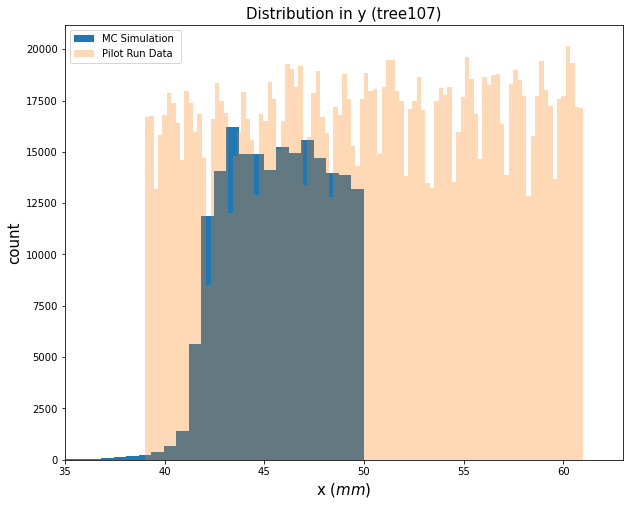 Distribution in y (tree107)
MC Simulation
Pilot Run Data
20000
17500
15000
12500
10000
7500
5000
2500
0
count
35 40 45 50 55 60
x (mm)